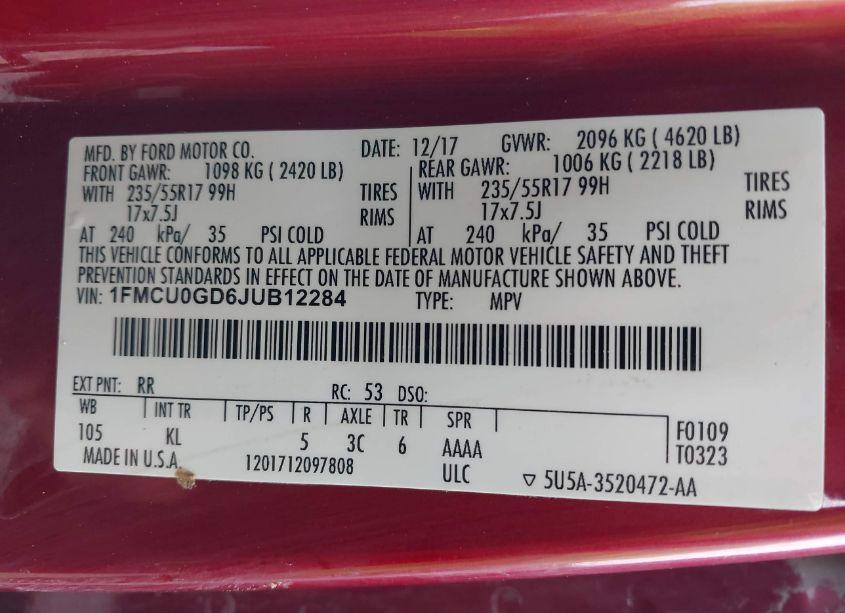 MFD. BY FORD MOTOR CO. DATE: 12/17 GVWR: 2096 KG ( 4620 LB)
FRONT GAWR: 1098 KG ( 2420 LB) REAR GAWR: 1006 KG ( 2218 LB)
WITH 235/55R17 99H TIRES WITH 235/55R17 99H TIRES
17x7.5J RIMS 17x7.5J RIMS
AT 240 kPa/ 35 PSI COLD AT 240 kPa/ 35 PSI COLD
THIS VEHICLE CONFORMS TO ALL APPLICABLE FEDERAL MOTOR VEHICLE SAFETY AND THEFT
PREVENTION STANDARDS IN EFFECT ON THE DATE OF MANUFACTURE SHOWN ABOVE.
VIN: 1FMCU0GD6JUB12284 TYPE: MPV
EXT PNT: RR RC: 53 DSO:
WB INT TR TP/PS R AXLE TR SPR
105 KL 5 3C 6 AAAA F0109
MADE IN U.S.A. 1201712097808 ULC T0323
▽ 5U5A-3520472-AA